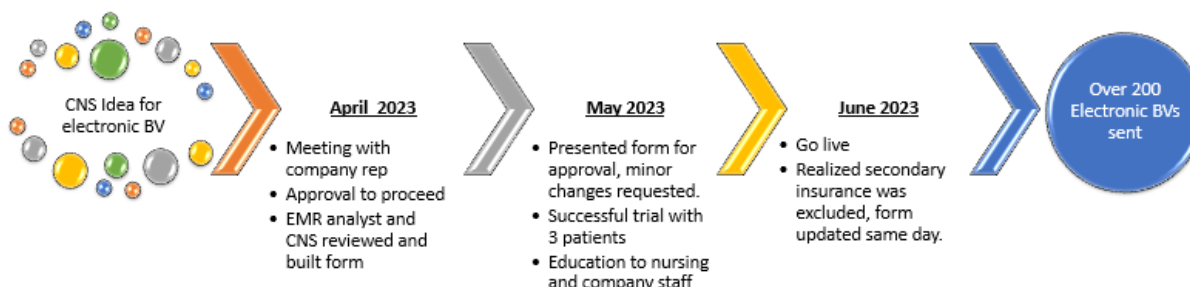 CNS Idea for
electronic BV
April 2023
• Meeting with
company rep
• Approval to proceed
• EMR analyst and
CNS reviewed and
built form
May 2023
• Presented form for
approval, minor
changes requested.
• Successful trial with
3 patients
• Education to nursing
and company staff
June 2023
• Go live
• Realized secondary
insurance was
excluded, form
updated same day.
Over 200
Electronic BVs
sent